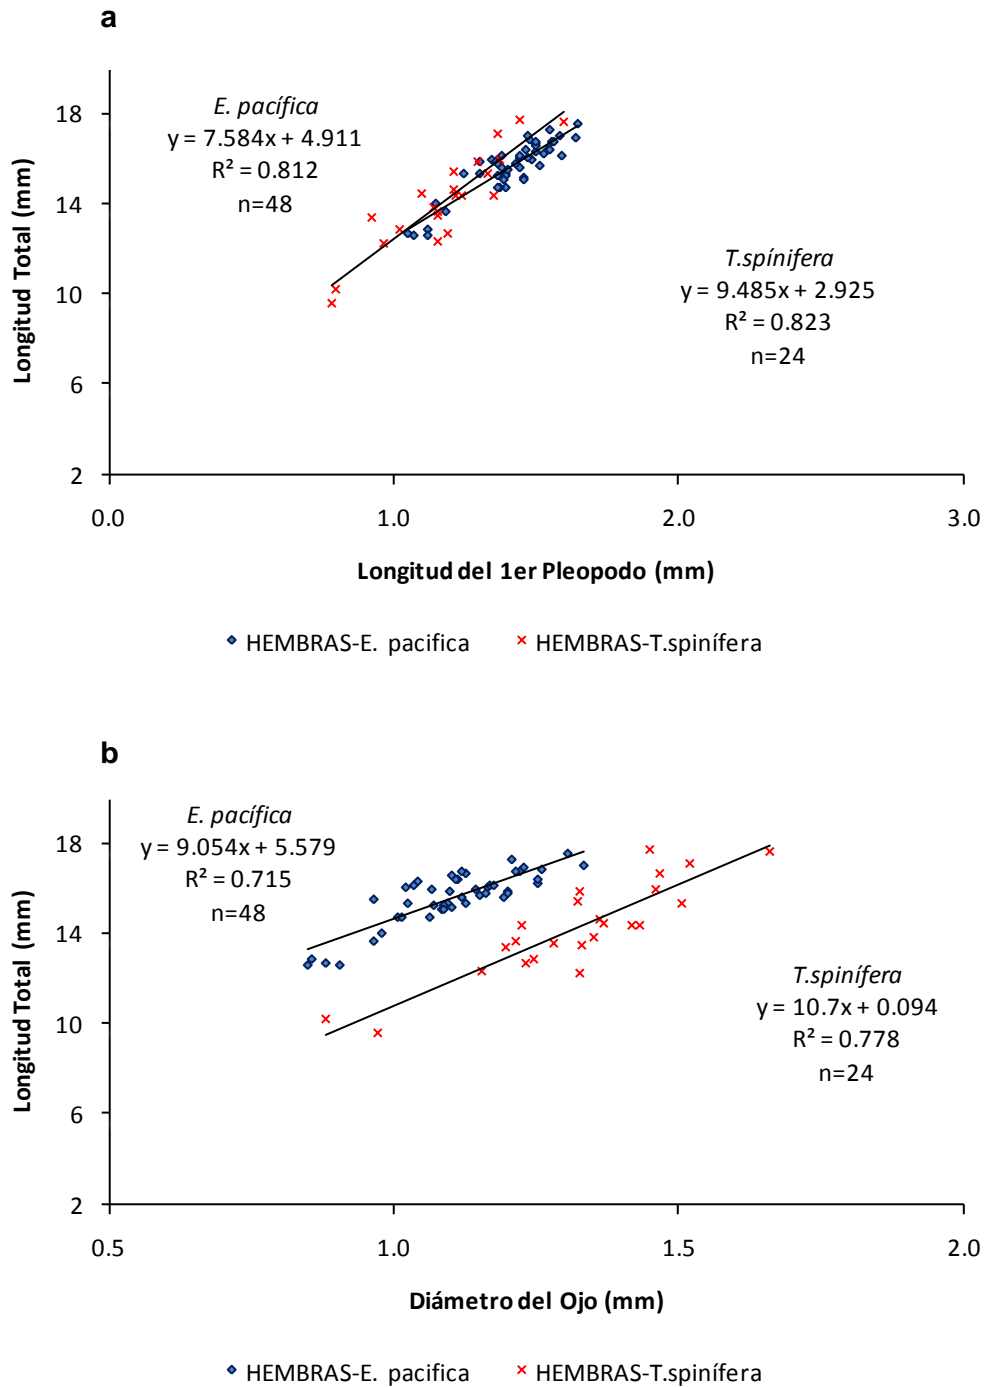 a
E. pacífica
y = 7.584x + 4.911
R² = 0.812
n=48
T.spínifera
y = 9.485x + 2.925
R² = 0.823
n=24
18
14
10
6
2
0.0
1.0
2.0
3.0
Longitud Total (mm)
Longitud del 1er Pleopodo (mm)
HEMBRAS-E. pacifica
HEMBRAS-T.spinífera
b
E. pacífica
y = 9.054x + 5.579
R² = 0.715
n=48
T.spinífera
y = 10.7x + 0.094
R² = 0.778
n=24
18
14
10
6
2
0.5
1.0
1.5
2.0
Longitud Total (mm)
Diámetro del Ojo (mm)
HEMBRAS-E. pacifica
HEMBRAS-T.spinífera